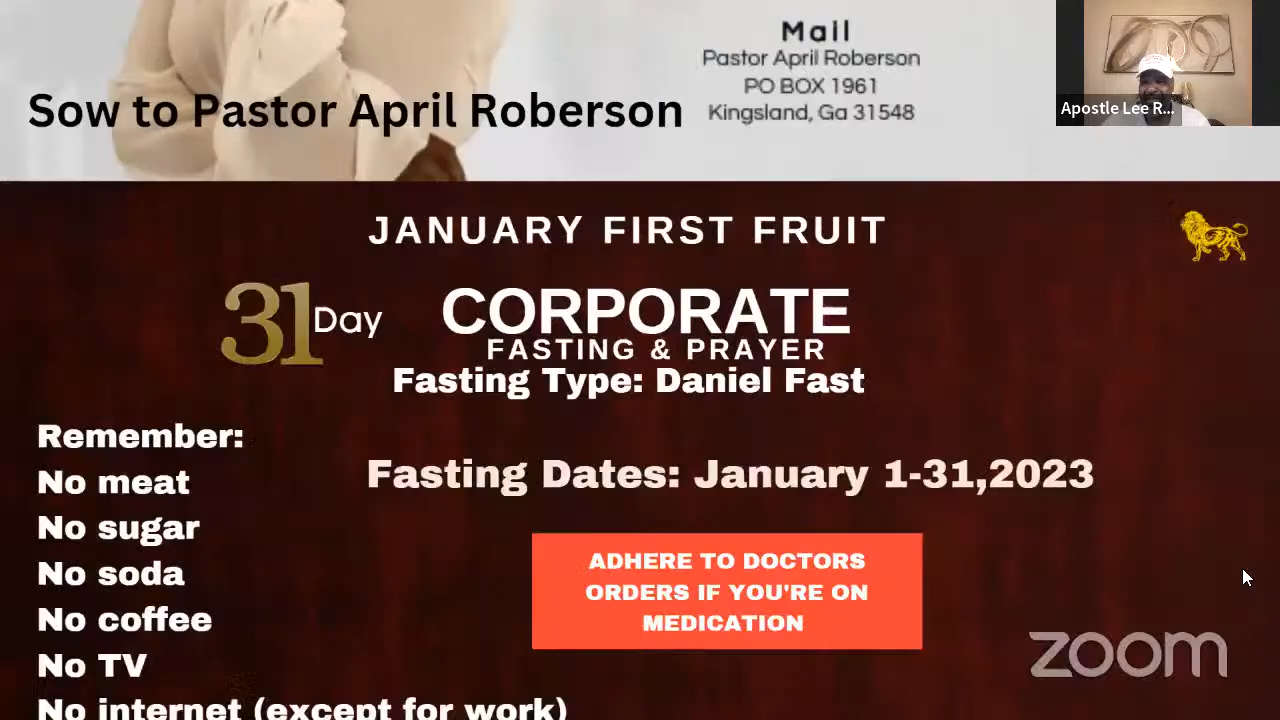 Mail
Pastor April Roberson
PO BOX 1961
Kingsland, Ga 31548
Sow to Pastor April Roberson
Apostle Lee R...
JANUARY FIRST FRUIT
31 Day
CORPORATE
FASTING & PRAYER
Fasting Type: Daniel Fast
Remember:
No meat
No sugar
No soda
No coffee
No TV
No internet (except for work)
Fasting Dates: January 1-31,2023
ADHERE TO DOCTORS
ORDERS IF YOU'RE ON
MEDICATION
zoom